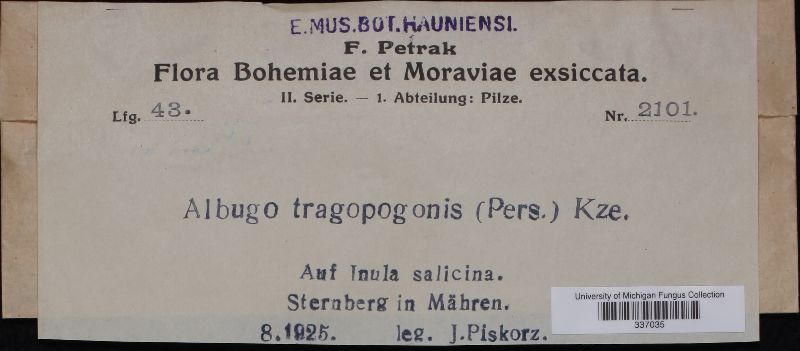 E.MUS.BOT.HAUNIENSI.
F. Petrak
Flora Bohemiae et Moraviae exsiccata.
II. Serie. — 1. Abteilung: Pilze.
Lfg. 43. Nr. 2101.
Albugo tragopogonis (Pers.) Kze.
Auf Inula salicina.
Sternberg in Mähren.
8.1925. leg. J.Piskorz.
University of Michigan Fungus Collection
337035